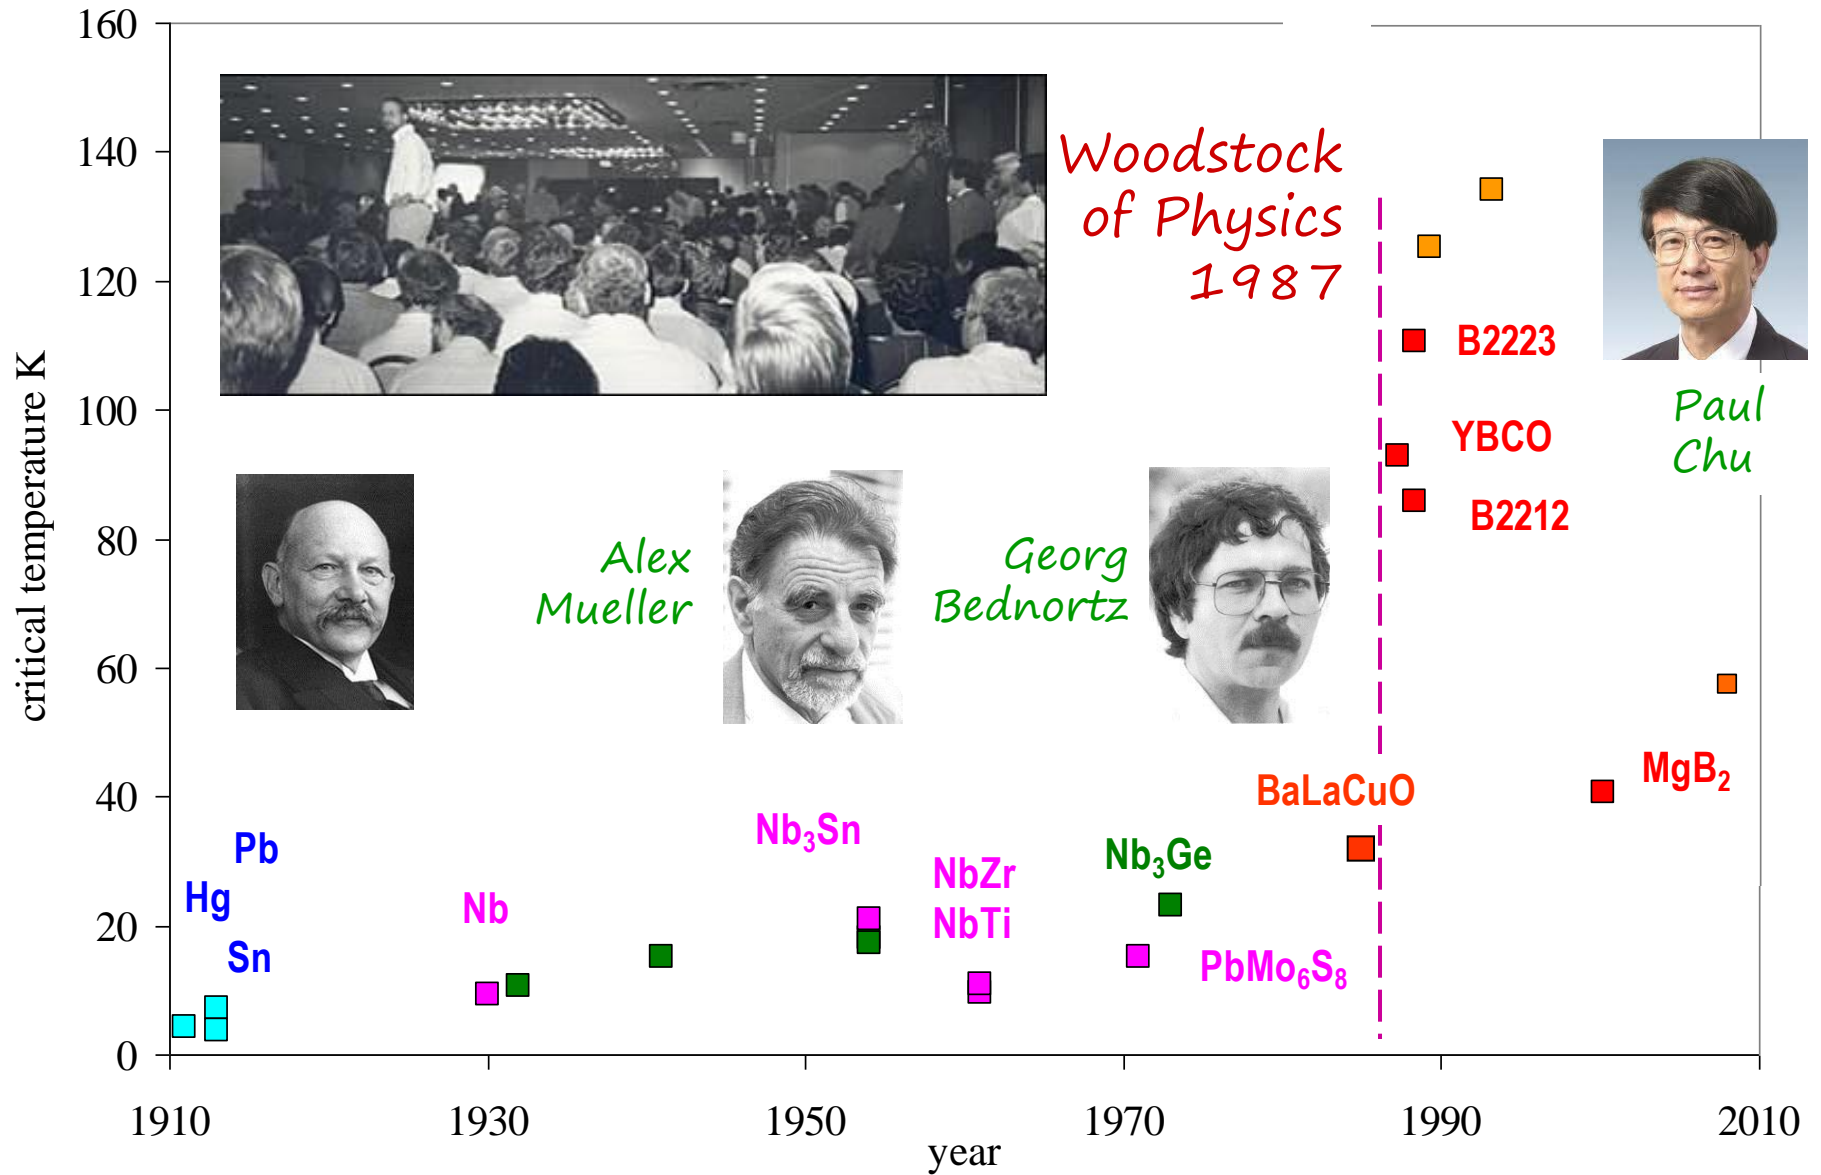 160
140
120
100
80
60
40
20
0
critical temperature K
1910
1930
1950
1970
1990
2010
year
Woodstock
of Physics
1987
B2223
YBCO
B2212
Paul
Chu
Alex
Mueller
Georg
Bednortz
MgB₂
BaLaCuO
Nb₃Sn
Nb₃Ge
Pb
Hg
Sn
Nb
NbZr
NbTi
PbMo₆S₈